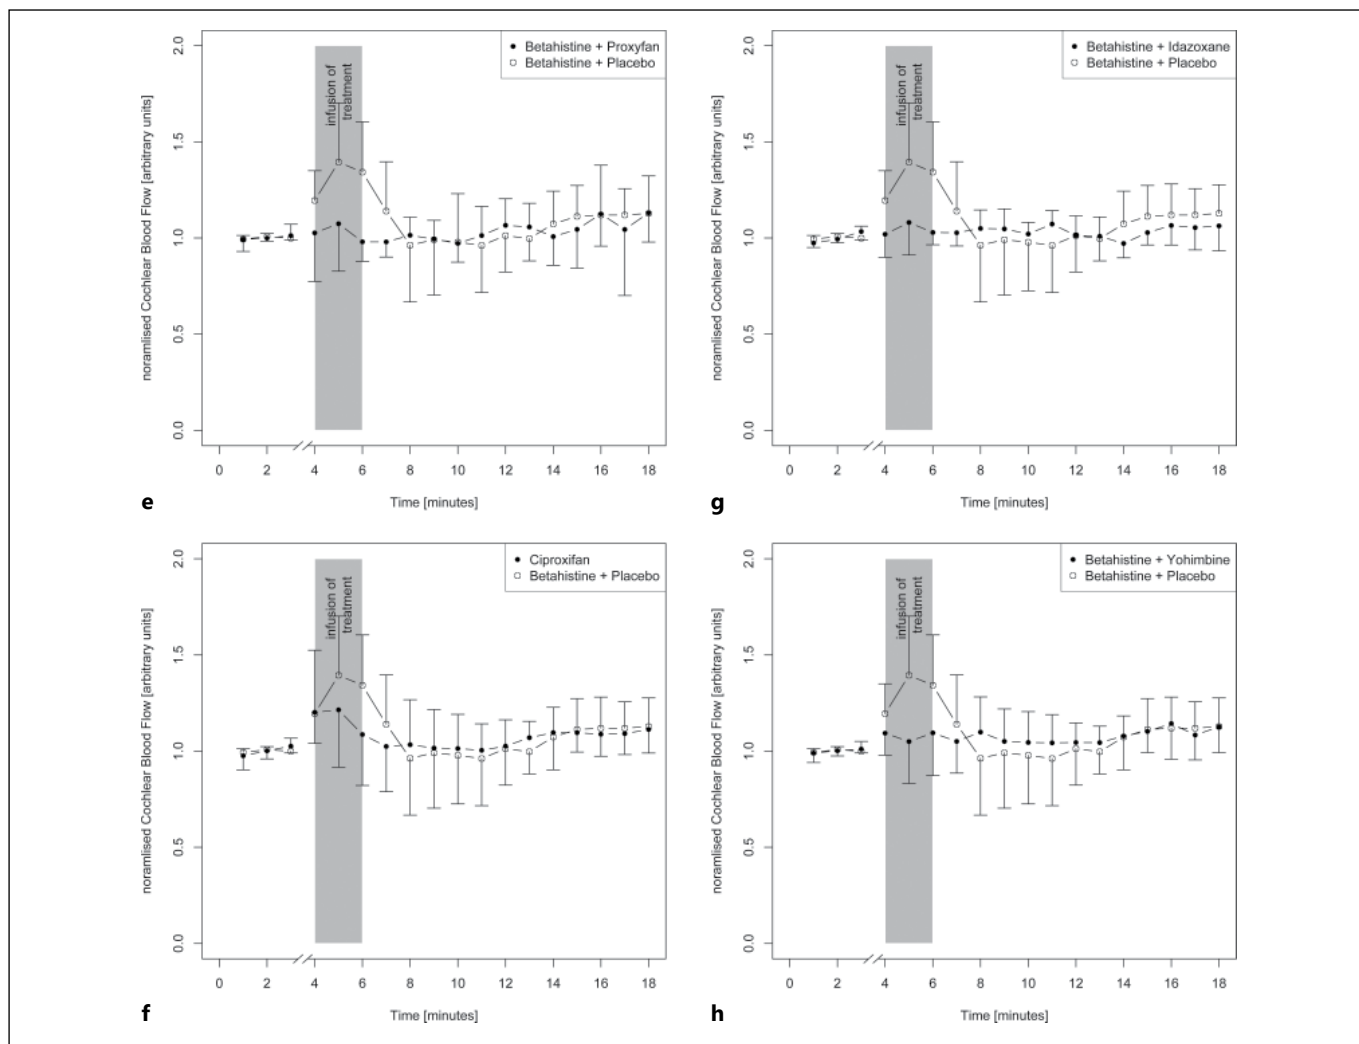 noramlised Cochlear Blood Flow [arbitrary units]
2.0
1.5
1.0
0.5
0.0
infusion of
treatment
Betahistine + Proxyfan
Betahistine + Placebo
0 2 4 6 8 10 12 14 16 18
Time [minutes]
e
noramlised Cochlear Blood Flow [arbitrary units]
2.0
1.5
1.0
0.5
0.0
infusion of
treatment
Betahistine + Idazoxane
Betahistine + Placebo
0 2 4 6 8 10 12 14 16 18
Time [minutes]
g
noramlised Cochlear Blood Flow [arbitrary units]
2.0
1.5
1.0
0.5
0.0
infusion of
treatment
Ciproxifan
Betahistine + Placebo
0 2 4 6 8 10 12 14 16 18
Time [minutes]
f
noramlised Cochlear Blood Flow [arbitrary units]
2.0
1.5
1.0
0.5
0.0
infusion of
treatment
Betahistine + Yohimbine
Betahistine + Placebo
0 2 4 6 8 10 12 14 16 18
Time [minutes]
h